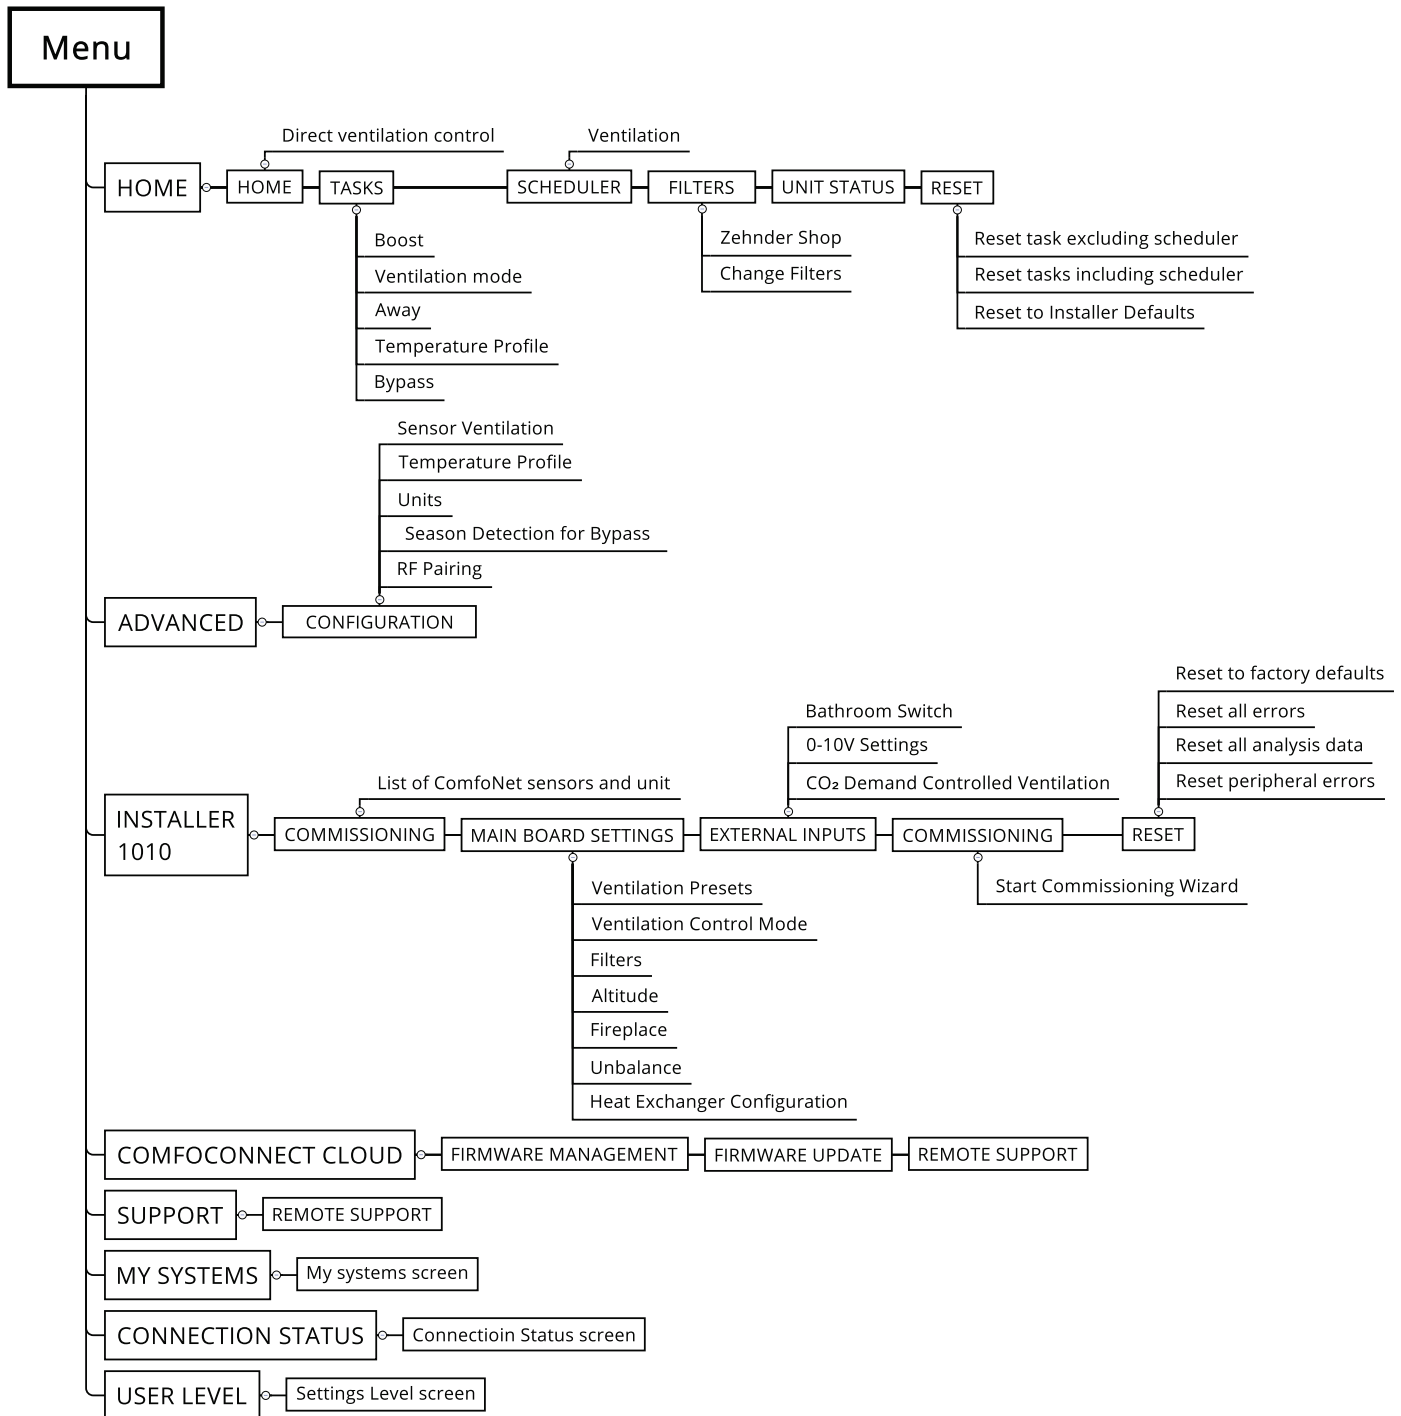 Menu
Direct ventilation control
Ventilation
HOME
HOME
TASKS
SCHEDULER
FILTERS
UNIT STATUS
RESET
Boost
Ventilation mode
Away
Temperature Profile
Bypass
Zehnder Shop
Change Filters
Reset task excluding scheduler
Reset tasks including scheduler
Reset to Installer Defaults
Sensor Ventilation
Temperature Profile
Units
Season Detection for Bypass
RF Pairing
ADVANCED
CONFIGURATION
Reset to factory defaults
Reset all errors
Reset all analysis data
Reset peripheral errors
Bathroom Switch
0-10V Settings
CO₂ Demand Controlled Ventilation
List of ComfoNet sensors and unit
INSTALLER
1010
COMMISSIONING
MAIN BOARD SETTINGS
EXTERNAL INPUTS
COMMISSIONING
RESET
Start Commissioning Wizard
Ventilation Presets
Ventilation Control Mode
Filters
Altitude
Fireplace
Unbalance
Heat Exchanger Configuration
COMFOCONNECT CLOUD
FIRMWARE MANAGEMENT
FIRMWARE UPDATE
REMOTE SUPPORT
SUPPORT
REMOTE SUPPORT
MY SYSTEMS
My systems screen
CONNECTION STATUS
Connectioin Status screen
USER LEVEL
Settings Level screen